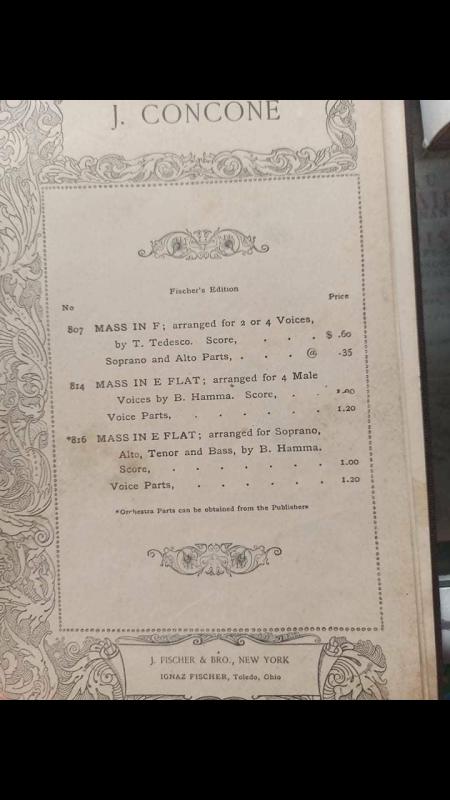 J. CONCONE
Fischer's Edition
No Price
807 MASS IN F; arranged for 2 or 4 Voices,
by T. Tedesco. Score, . . . $ .60
Soprano and Alto Parts, . . . @ .35
814 MASS IN E FLAT; arranged for 4 Male
Voices by B. Hamma. Score, . . 1.00
Voice Parts, . . . . . . 1.20
*816 MASS IN E FLAT; arranged for Soprano,
Alto, Tenor and Bass, by B. Hamma.
Score, . . . . . . . 1.00
Voice Parts, . . . . . . 1.20
*Orchestra Parts can be obtained from the Publishers
J. FISCHER & BRO., NEW YORK
IGNAZ FISCHER, Toledo, Ohio